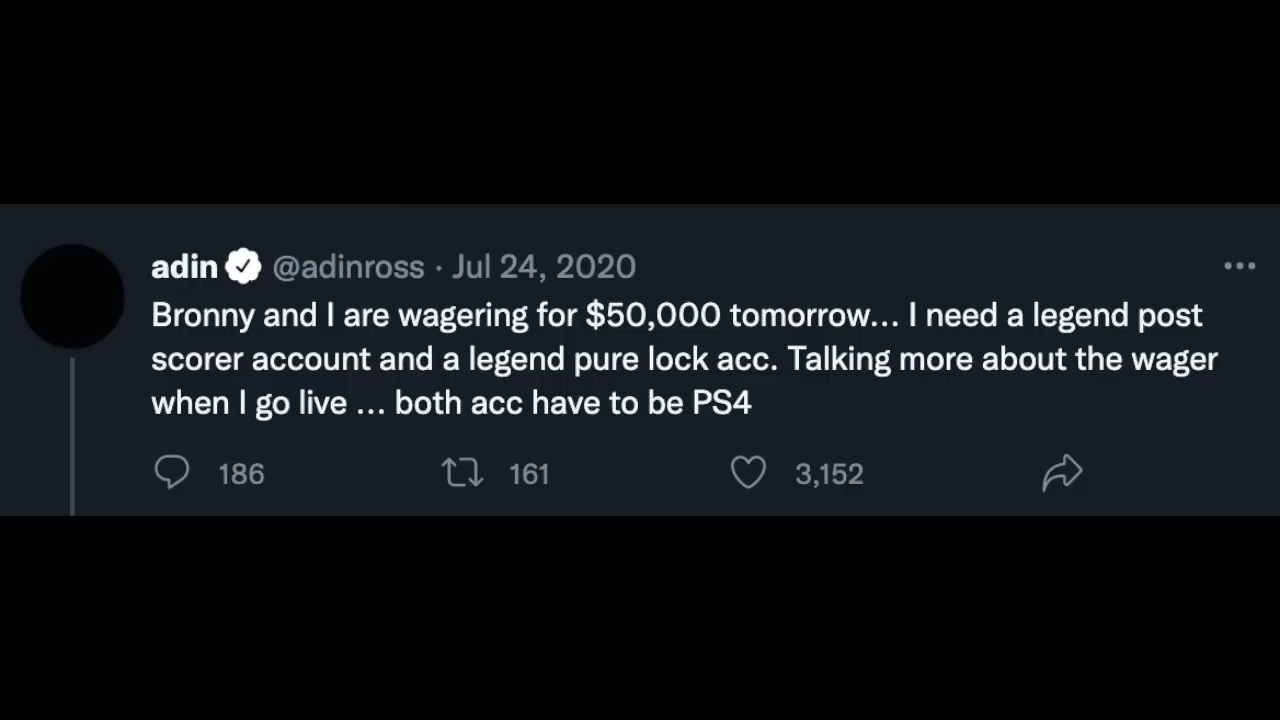 adin @adinross · Jul 24, 2020
Bronny and I are wagering for $50,000 tomorrow... I need a legend post
scorer account and a legend pure lock acc. Talking more about the wager
when I go live ... both acc have to be PS4
186 161 3,152